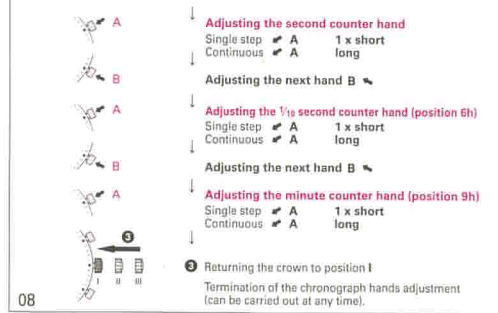 A
Adjusting the second counter hand
Single step A 1 x short
Continuous A long
B
Adjusting the next hand B
A
Adjusting the 1/10 second counter hand (position 6h)
Single step A 1 x short
Continuous A long
B
Adjusting the next hand B
A
Adjusting the minute counter hand (position 9h)
Single step A 1 x short
Continuous A long
3
I II III
3 Returning the crown to position I
Termination of the chronograph hands adjustment
(can be carried out at any time).
08